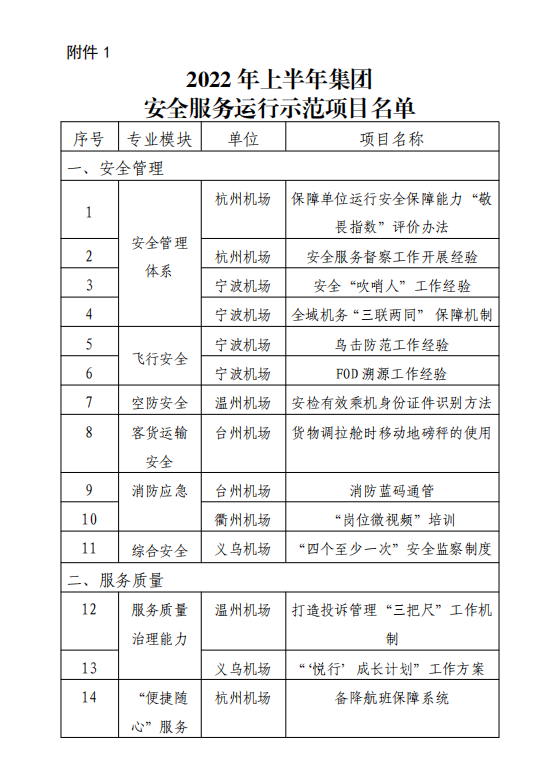 附件 1
2022 年上半年集团
安全服务运行示范项目名单
序号 专业模块 单位 项目名称
一、安全管理
1 安全管理体系 杭州机场 保障单位运行安全保障能力“敬
畏指数”评价办法
2 杭州机场 安全服务督察工作开展经验
3 宁波机场 安全“吹哨人”工作经验
4 宁波机场 全域机务“三联两同” 保障机制
5 飞行安全 宁波机场 鸟击防范工作经验
6 宁波机场 FOD 溯源工作经验
7 空防安全 温州机场 安检有效乘机身份证件识别方法
8 客货运输 台州机场 货物调拉舱时移动地磅秤的使用
安全
9 消防应急 台州机场 消防蓝码通管
10 衢州机场 “岗位微视频”培训
11 综合安全 义乌机场 “四个至少一次”安全监察制度
二、服务质量
12 服务质量 温州机场 打造投诉管理“三把尺”工作机
治理能力 制
13 义乌机场 “‘悦行’成长计划”工作方案
14 “便捷随 杭州机场 备降航班保障系统
心”服务